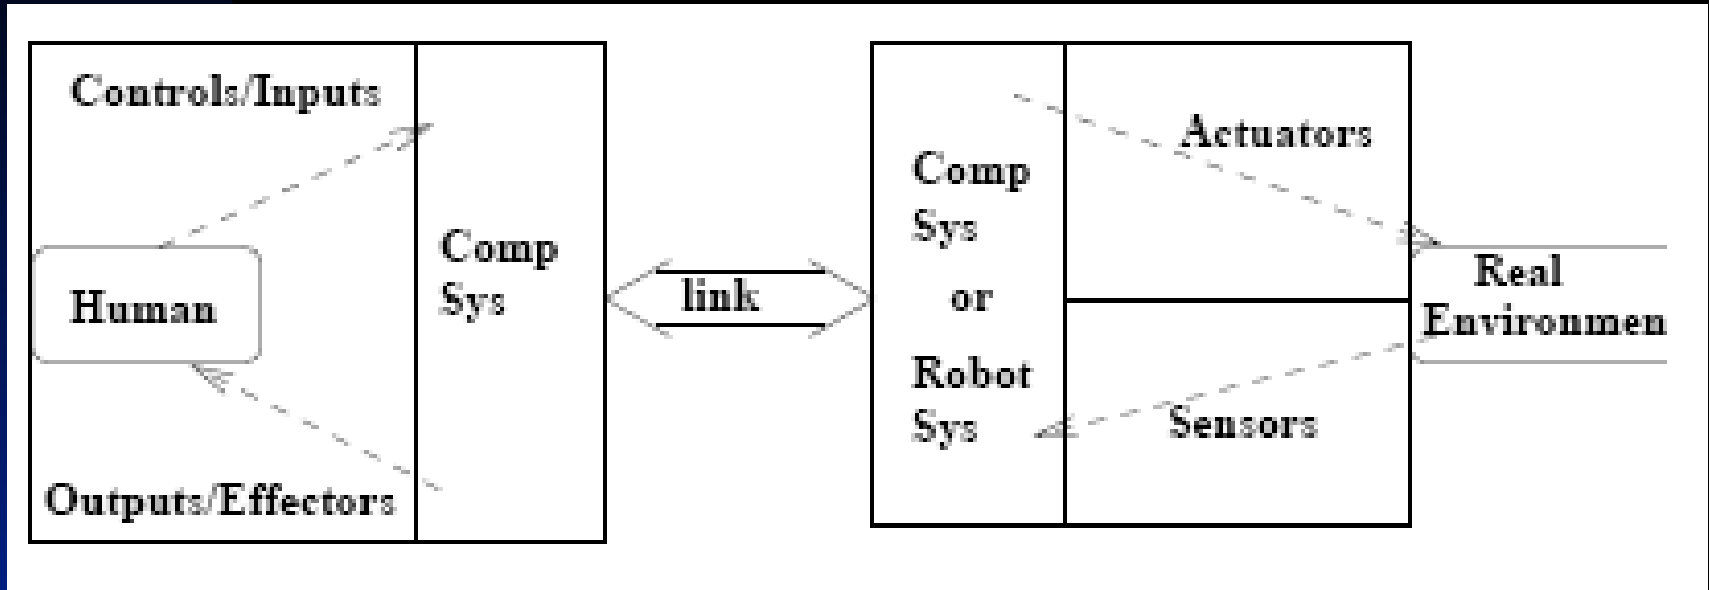 Controls/Inputs
Human
Outputs/Effectors
Comp
Sys
link
Comp
Sys
or
Robot
Sys
Actuators
Sensors
Real
Environmen